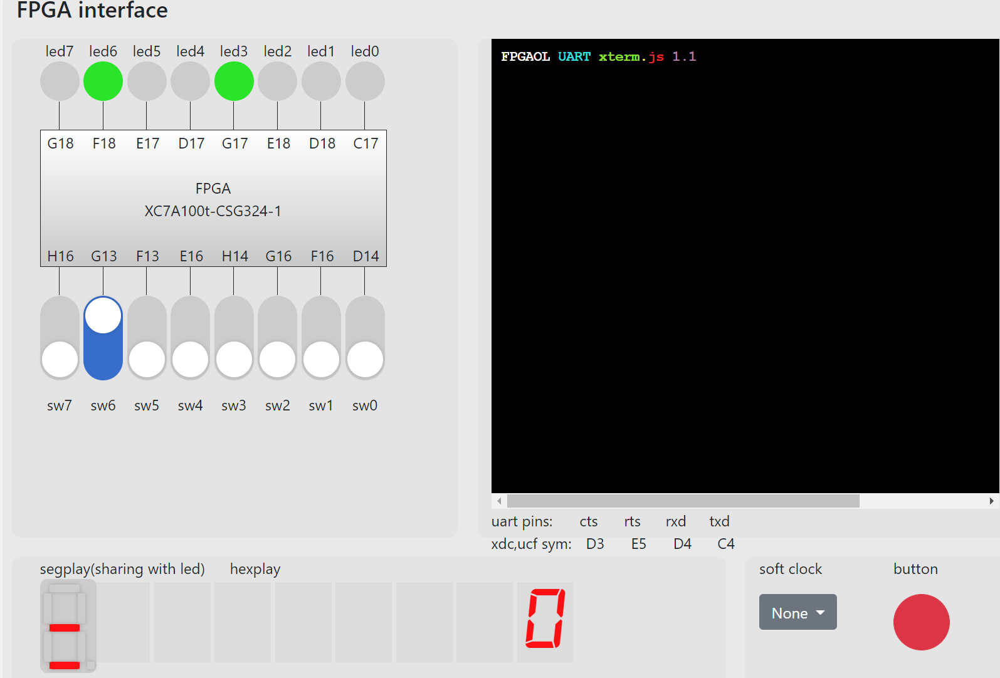 FPGA interface
led7 led6 led5 led4 led3 led2 led1 led0
G18 F18 E17 D17 G17 E18 D18 C17
FPGA
XC7A100t-CSG324-1
H16 G13 F13 E16 H14 G16 F16 D14
sw7 sw6 sw5 sw4 sw3 sw2 sw1 sw0
FPGAOL UART xterm.js 1.1
uart pins: cts rts rxd txd
xdc,ucf sym: D3 E5 D4 C4
segplay(sharing with led) hexplay
0
soft clock button
None